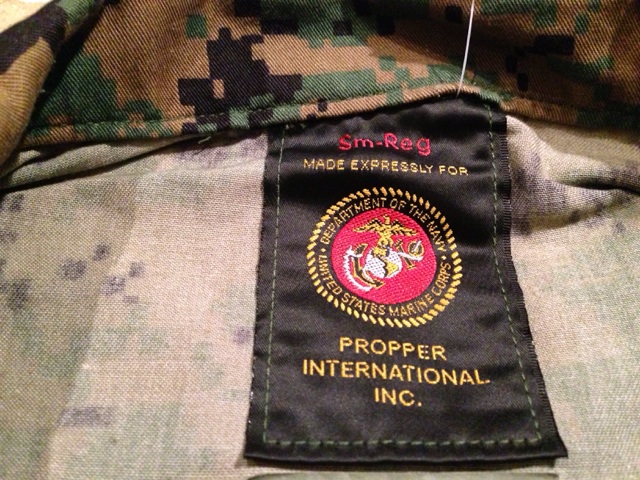 Sm-Reg
MADE EXPRESSLY FOR
DEPARTMENT OF THE NAVY
UNITED STATES MARINE CORPS
PROPPER
INTERNATIONAL
INC.